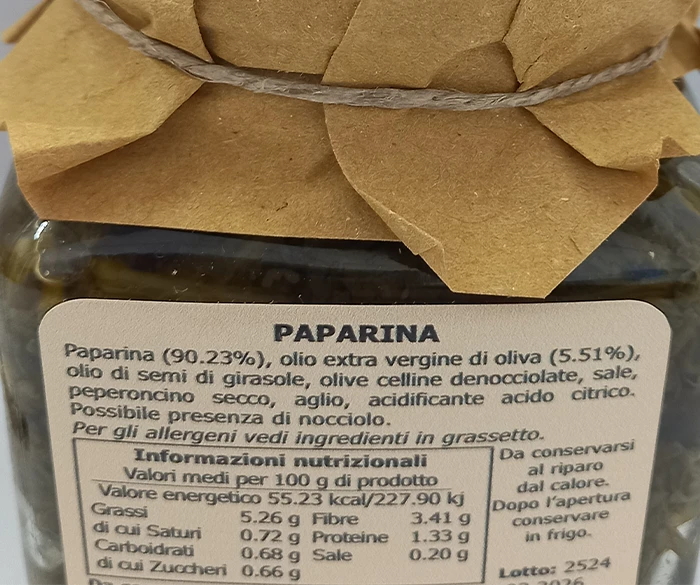 PAPARINA
Paparina (90.23%), olio extra vergine di oliva (5.51%),
olio di semi di girasole, olive celline denocciolate, sale,
peperoncino secco, aglio, acidificante acido citrico.
Possibile presenza di nocciolo.
Per gli allergeni vedi ingredienti in grassetto.
Informazioni nutrizionali
Valori medi per 100 g di prodotto
Valore energetico 55.23 kcal/227.90 kj
Grassi 5.26 g Fibre 3.41 g
di cui Saturi 0.72 g Proteine 1.33 g
Carboidrati 0.68 g Sale 0.20 g
di cui Zuccheri 0.66 g
Da conservarsi
al riparo
dal calore.
Dopo l'apertura
conservare
in frigo.
Lotto: 2524